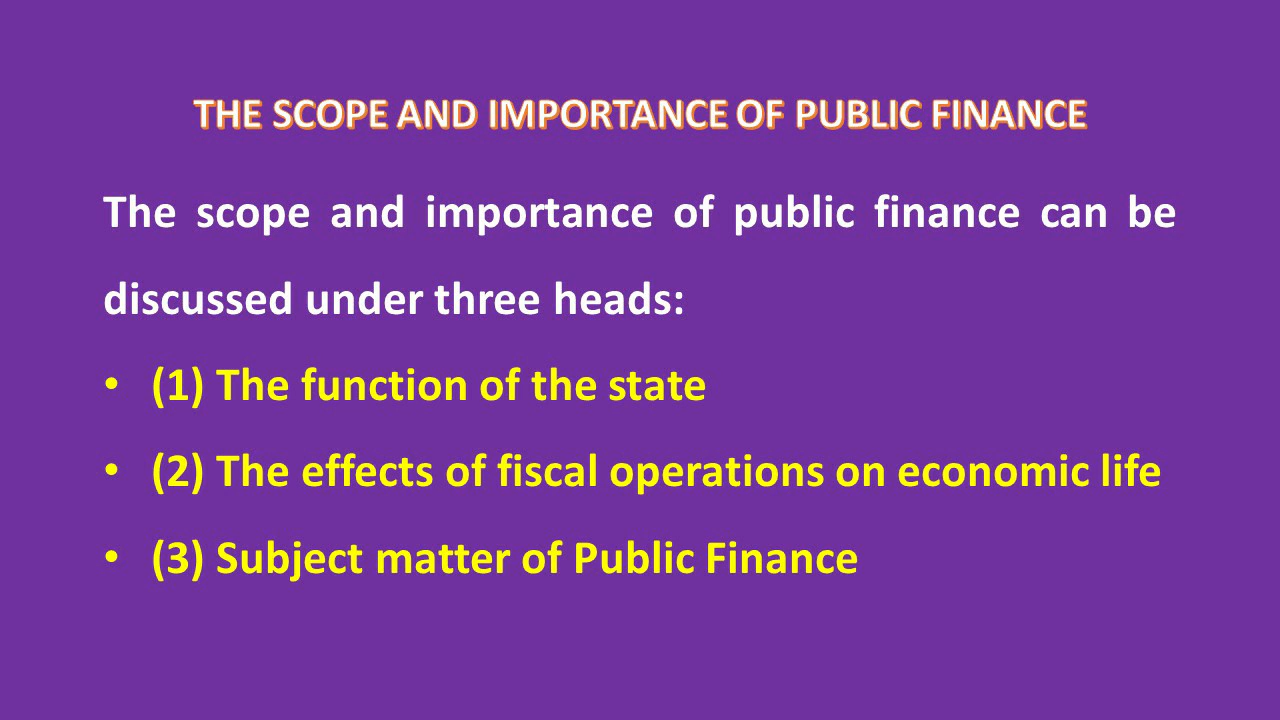 THE SCOPE AND IMPORTANCE OF PUBLIC FINANCE
The scope and importance of public finance can be
discussed under three heads:
• (1) The function of the state
• (2) The effects of fiscal operations on economic life
• (3) Subject matter of Public Finance